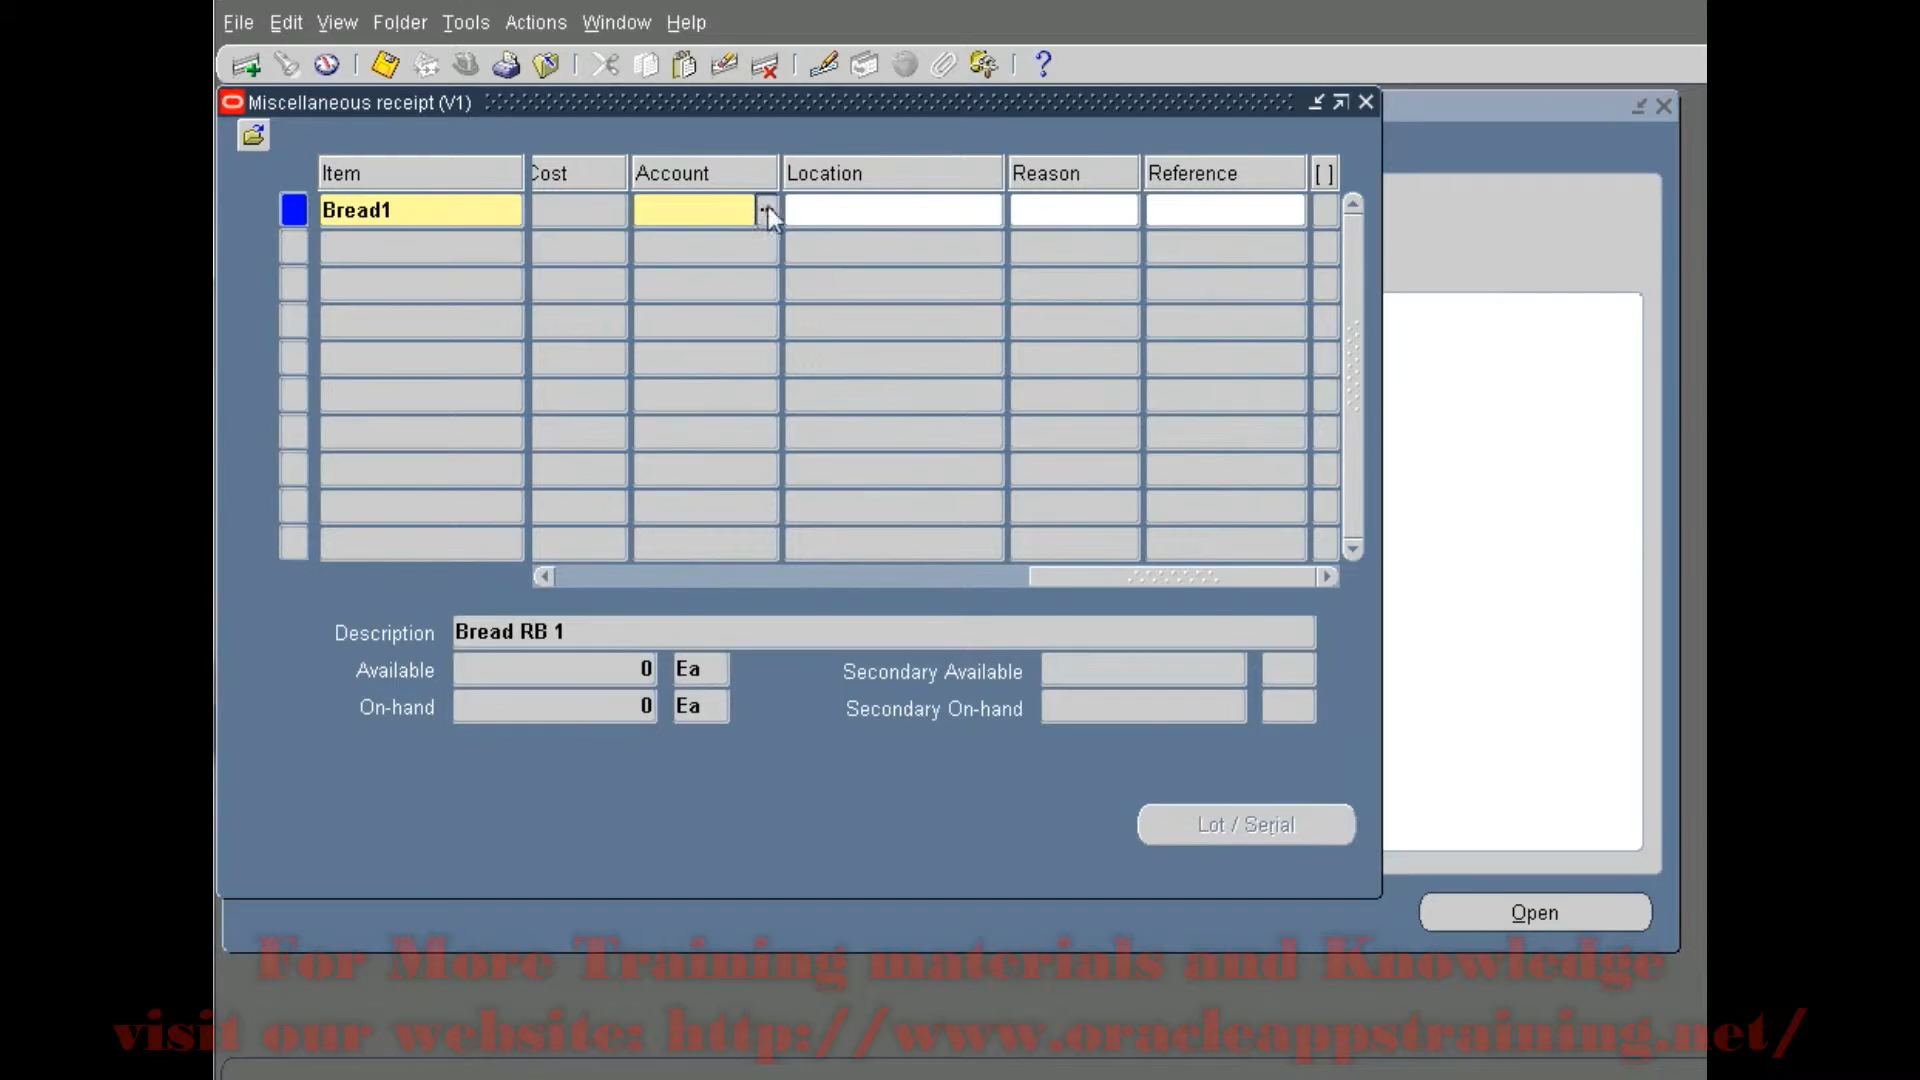 File Edit View Folder Tools Actions Window Help
Miscellaneous receipt (V1)
Item Cost Account Location Reason Reference [ ]
Bread1
Description Bread RB 1
Available 0 Ea Secondary Available
On-hand 0 Ea Secondary On-hand
Lot / Serial
Open
For More Training materials and Knowledge
visit our website: http://www.oracleappstraining.net/